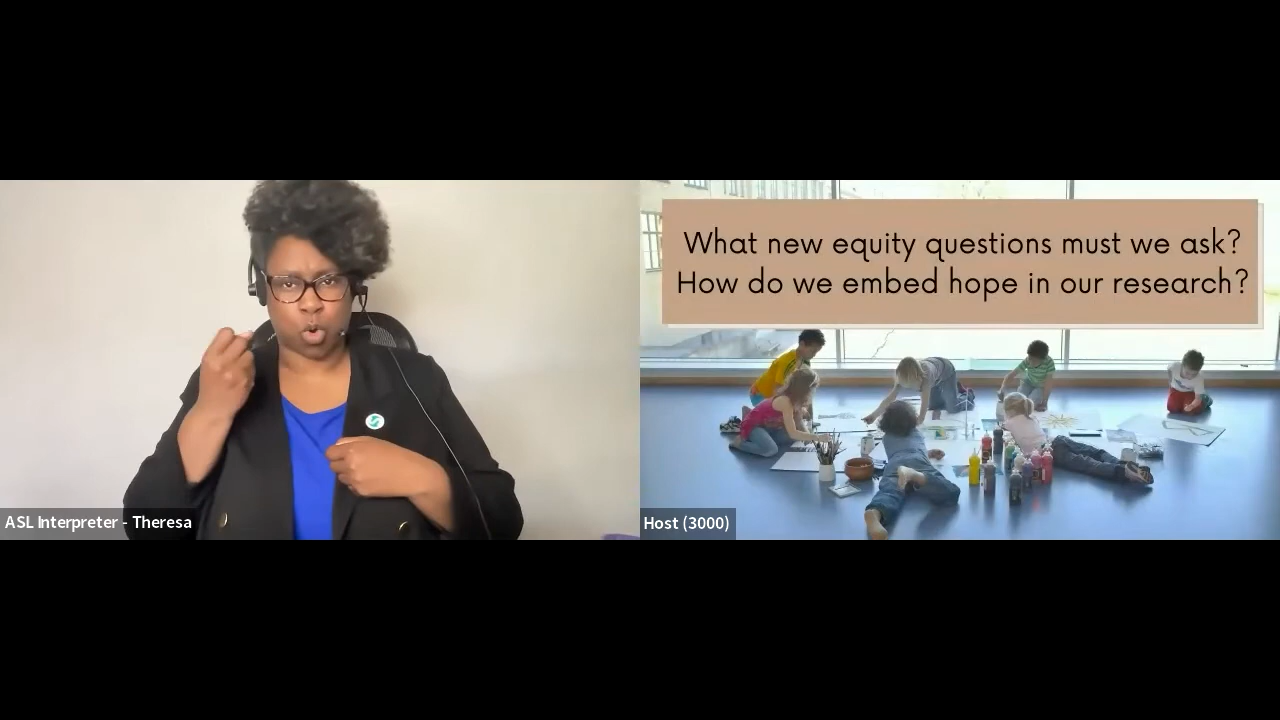 What new equity questions must we ask?
How do we embed hope in our research?
ASL Interpreter - Theresa
Host (3000)